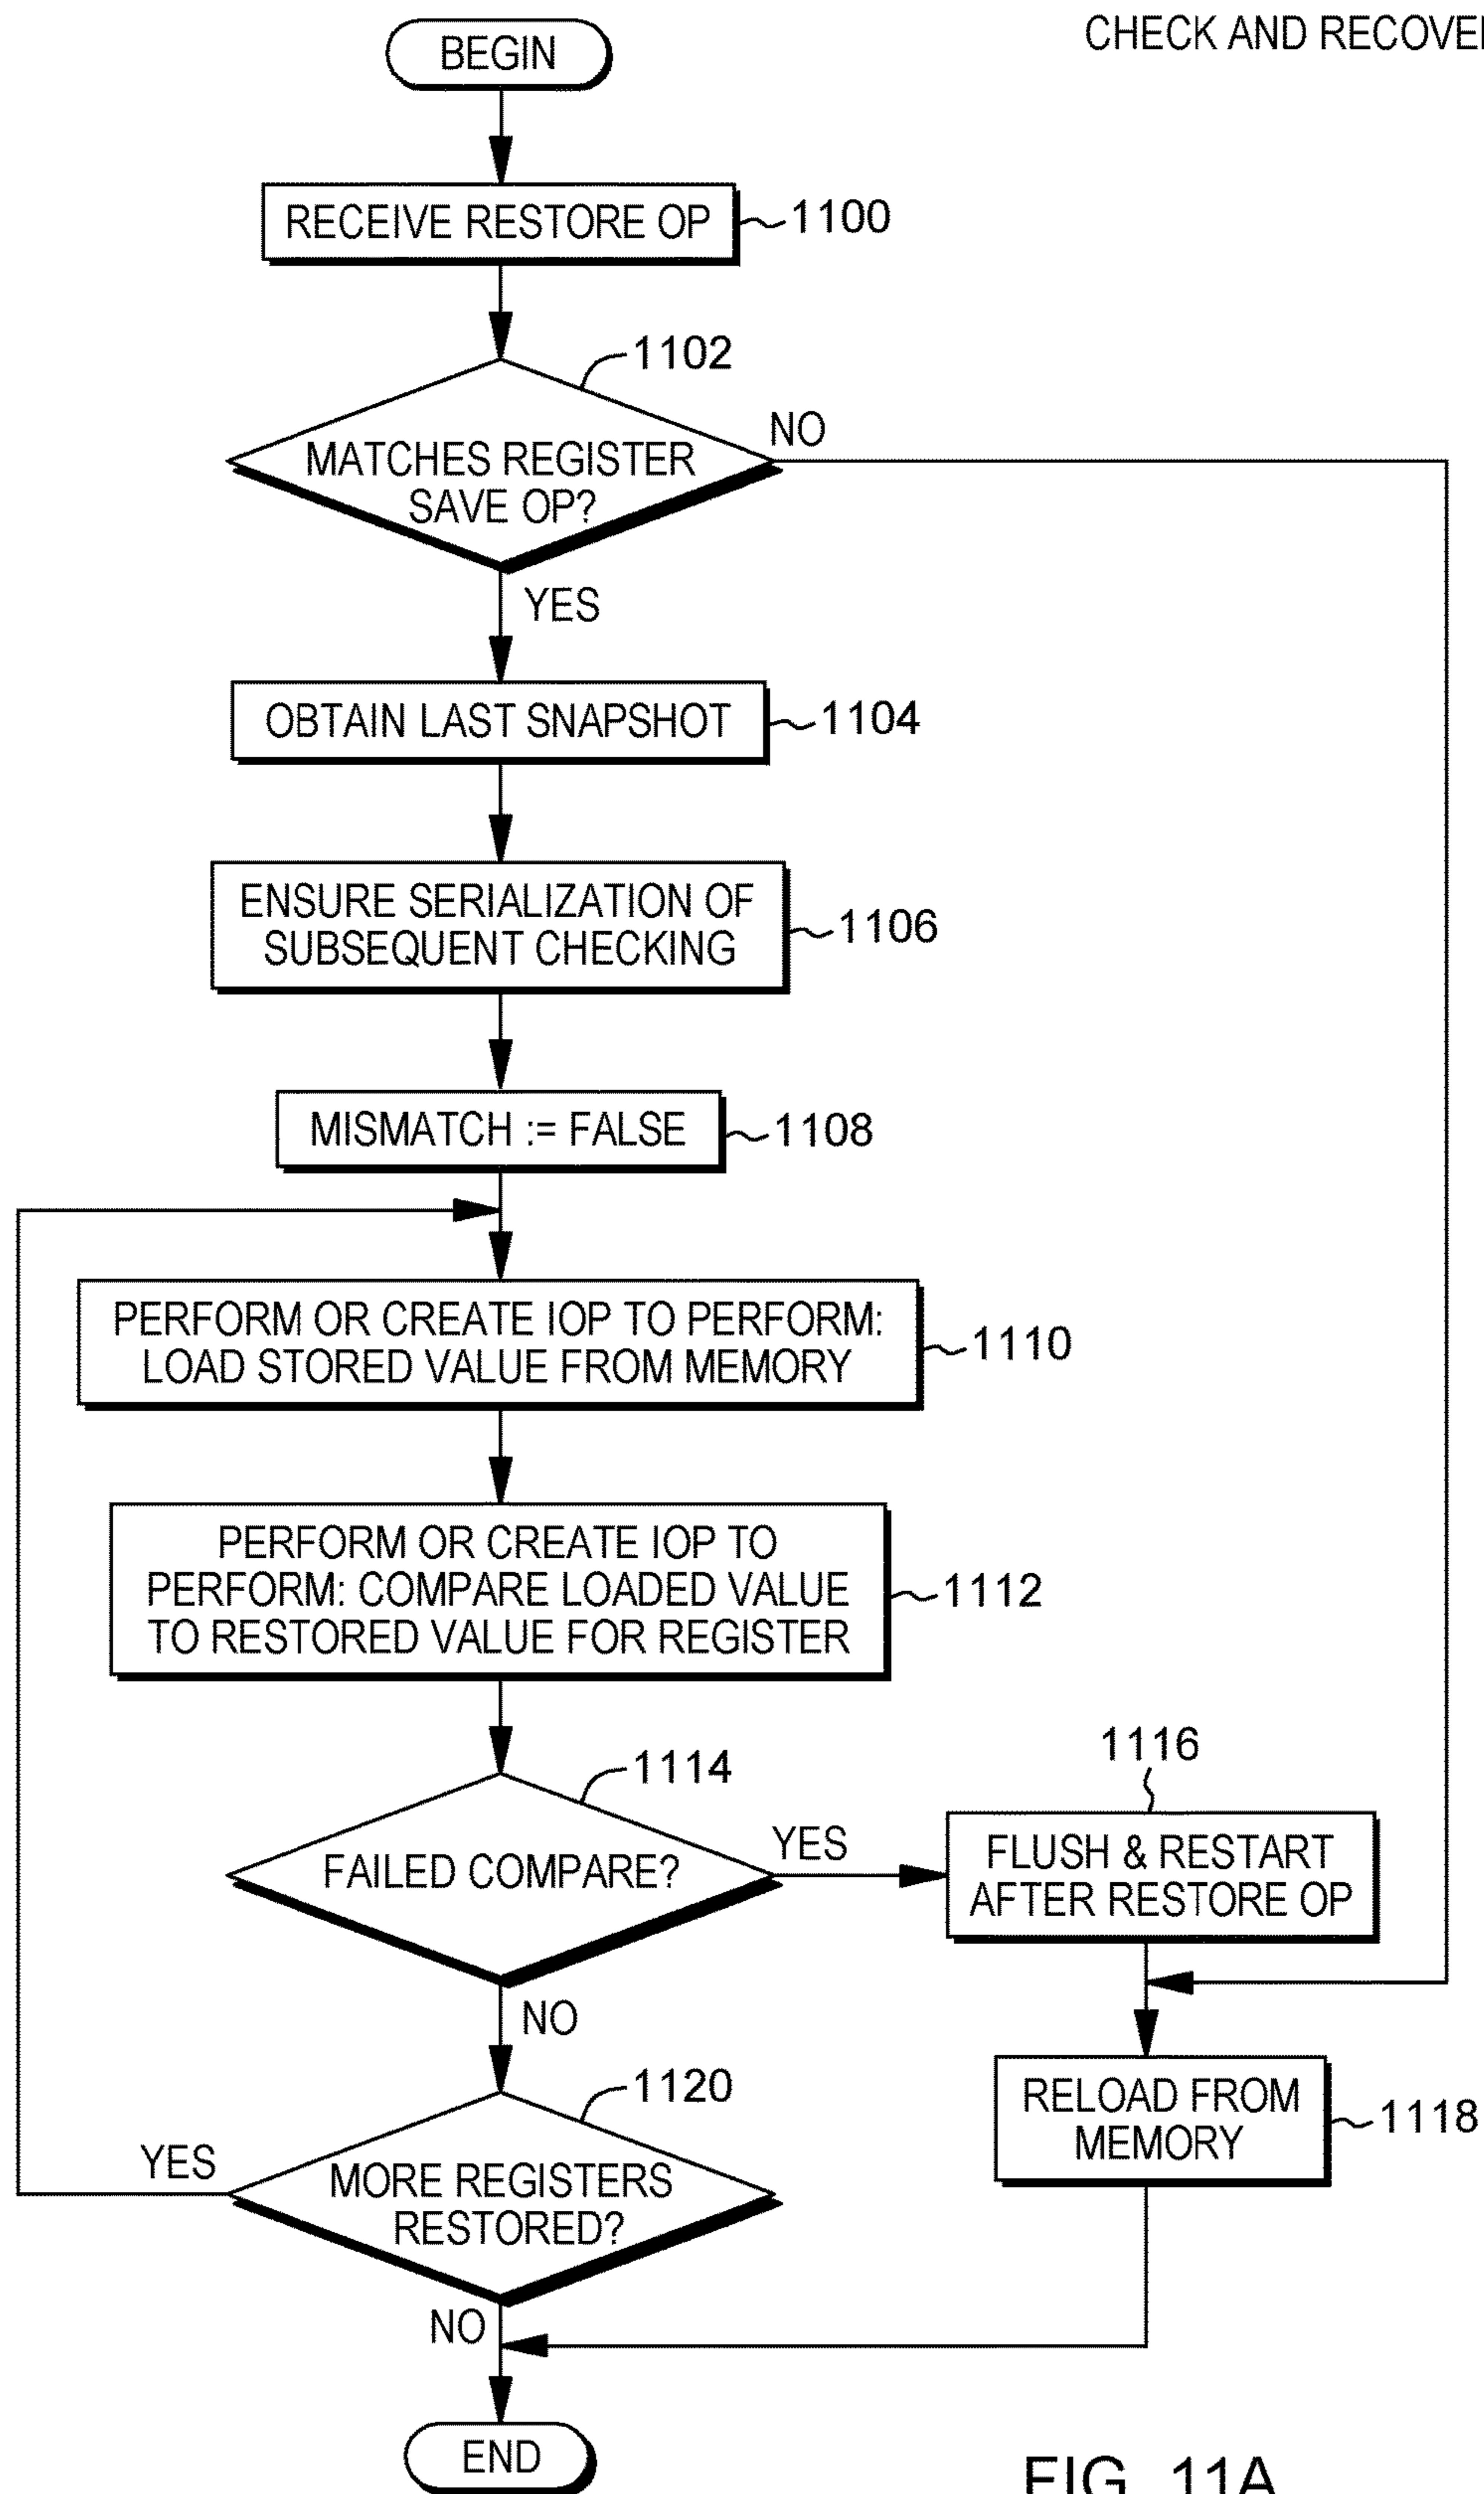 CHECK AND RECOVE
BEGIN
RECEIVE RESTORE OP
1100
1102
MATCHES REGISTER
SAVE OP?
NO
YES
OBTAIN LAST SNAPSHOT
1104
ENSURE SERIALIZATION OF
SUBSEQUENT CHECKING
1106
MISMATCH := FALSE
1108
PERFORM OR CREATE IOP TO PERFORM:
LOAD STORED VALUE FROM MEMORY
1110
PERFORM OR CREATE IOP TO
PERFORM: COMPARE LOADED VALUE
TO RESTORED VALUE FOR REGISTER
1112
1114
FAILED COMPARE?
YES
1116
FLUSH & RESTART
AFTER RESTORE OP
NO
1120
MORE REGISTERS
RESTORED?
YES
RELOAD FROM
MEMORY
1118
NO
END
FIG. 11A